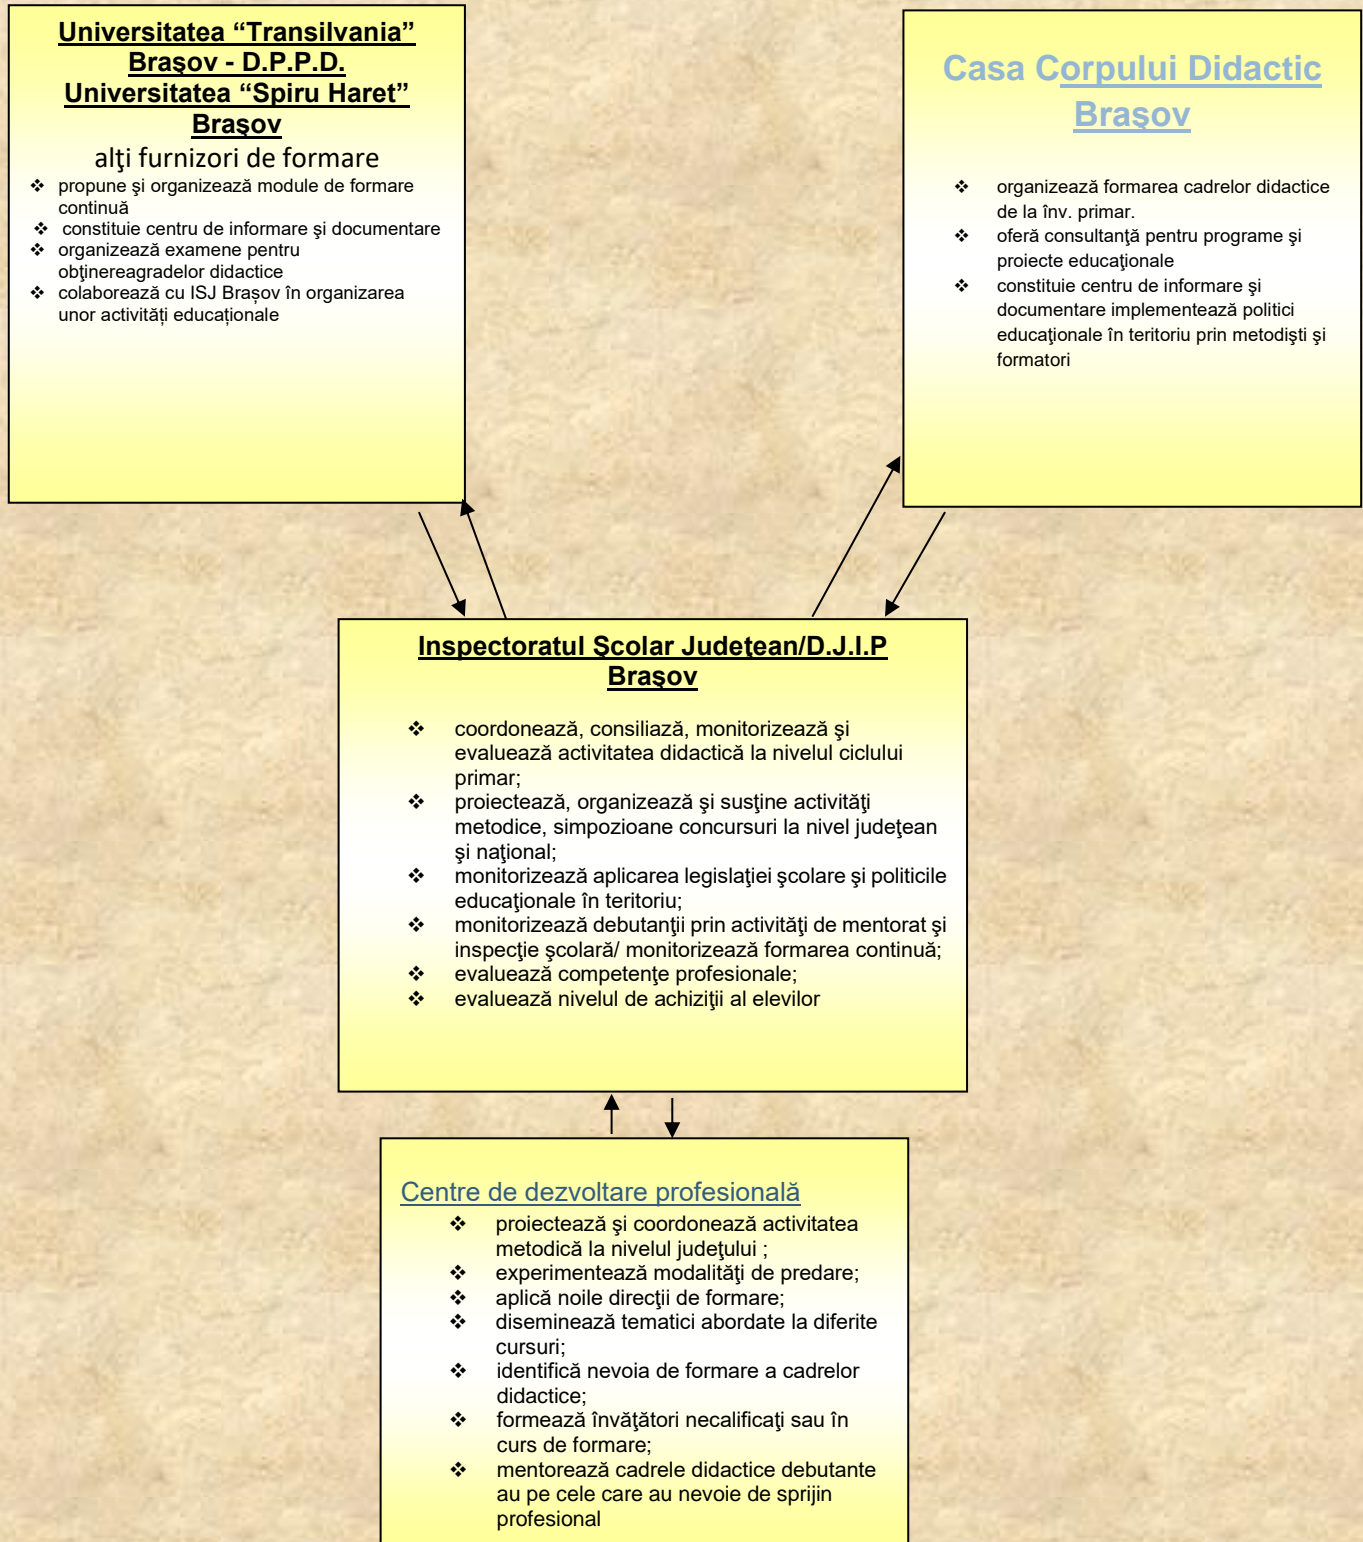 Universitatea “Transilvania”
Braşov - D.P.P.D.
Universitatea “Spiru Haret”
Braşov
alţi furnizori de formare
❖ propune şi organizează module de formare
continuă
❖ constituie centru de informare şi documentare
❖ organizează examene pentru
obţinereagradelor didactice
❖ colaborează cu ISJ Brașov în organizarea
unor activități educaționale
Casa Corpului Didactic
Braşov
❖ organizează formarea cadrelor didactice
de la înv. primar.
❖ oferă consultanţă pentru programe şi
proiecte educaţionale
❖ constituie centru de informare şi
documentare implementează politici
educaţionale în teritoriu prin metodişti şi
formatori
Inspectoratul Şcolar Judeţean/D.J.I.P
Braşov
❖ coordonează, consiliază, monitorizează şi
evaluează activitatea didactică la nivelul ciclului
primar;
❖ proiectează, organizează şi susţine activităţi
metodice, simpozioane concursuri la nivel judeţean
şi naţional;
❖ monitorizează aplicarea legislaţiei şcolare şi politicile
educaţionale în teritoriu;
❖ monitorizează debutanţii prin activităţi de mentorat şi
inspecţie şcolară/ monitorizează formarea continuă;
❖ evaluează competenţe profesionale;
❖ evaluează nivelul de achiziţii al elevilor
Centre de dezvoltare profesională
❖ proiectează şi coordonează activitatea
metodică la nivelul judeţului ;
❖ experimentează modalităţi de predare;
❖ aplică noile direcţii de formare;
❖ diseminează tematici abordate la diferite
cursuri;
❖ identifică nevoia de formare a cadrelor
didactice;
❖ formează învăţători necalificaţi sau în
curs de formare;
❖ mentorează cadrele didactice debutante
au pe cele care au nevoie de sprijin
profesional